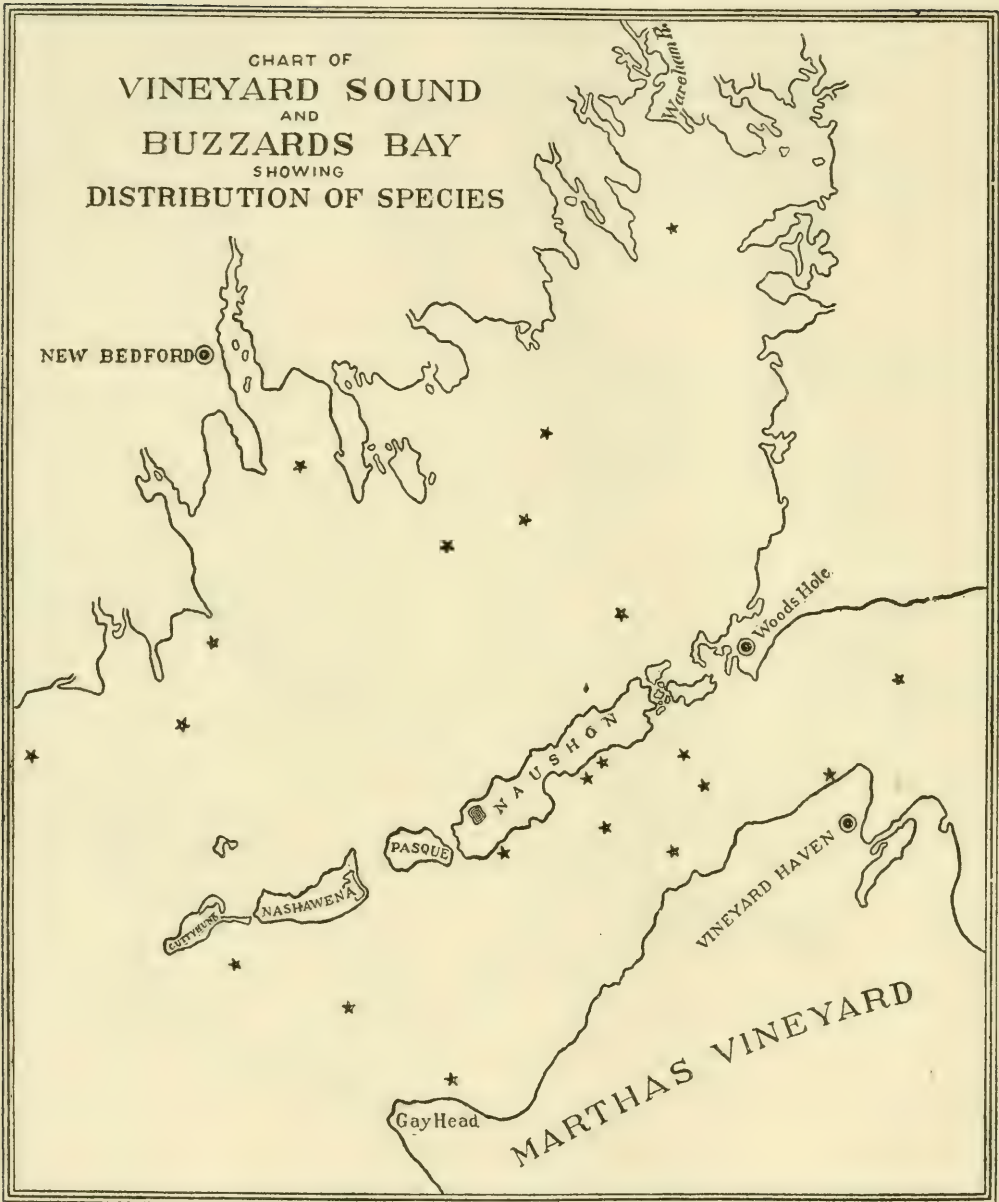 CHART OF
VINEYARD SOUND
AND
BUZZARDS BAY
SHOWING
DISTRIBUTION OF SPECIES
Wareham R.
NEW BEDFORD
Woods Hole
NAUSHON
PASQUE
NASHAWENA
CUTTYHUNK
VINEYARD HAVEN
MARTHAS VINEYARD
Gay Head